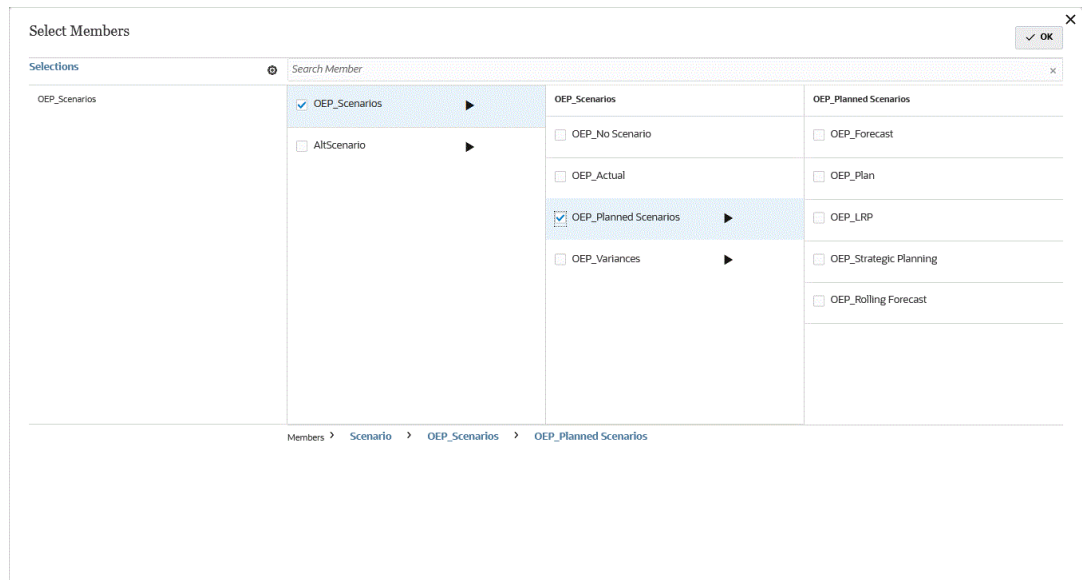 Select Members
OK
Selections
Search Member
OEP_Scenarios
OEP_Scenarios
AltScenario
OEP_Scenarios
OEP_No Scenario
OEP_Actual
OEP_Planned Scenarios
OEP_Variances
OEP_Planned Scenarios
OEP_Forecast
OEP_Plan
OEP_LRP
OEP_Strategic Planning
OEP_Rolling Forecast
Members > Scenario > OEP_Scenarios > OEP_Planned Scenarios